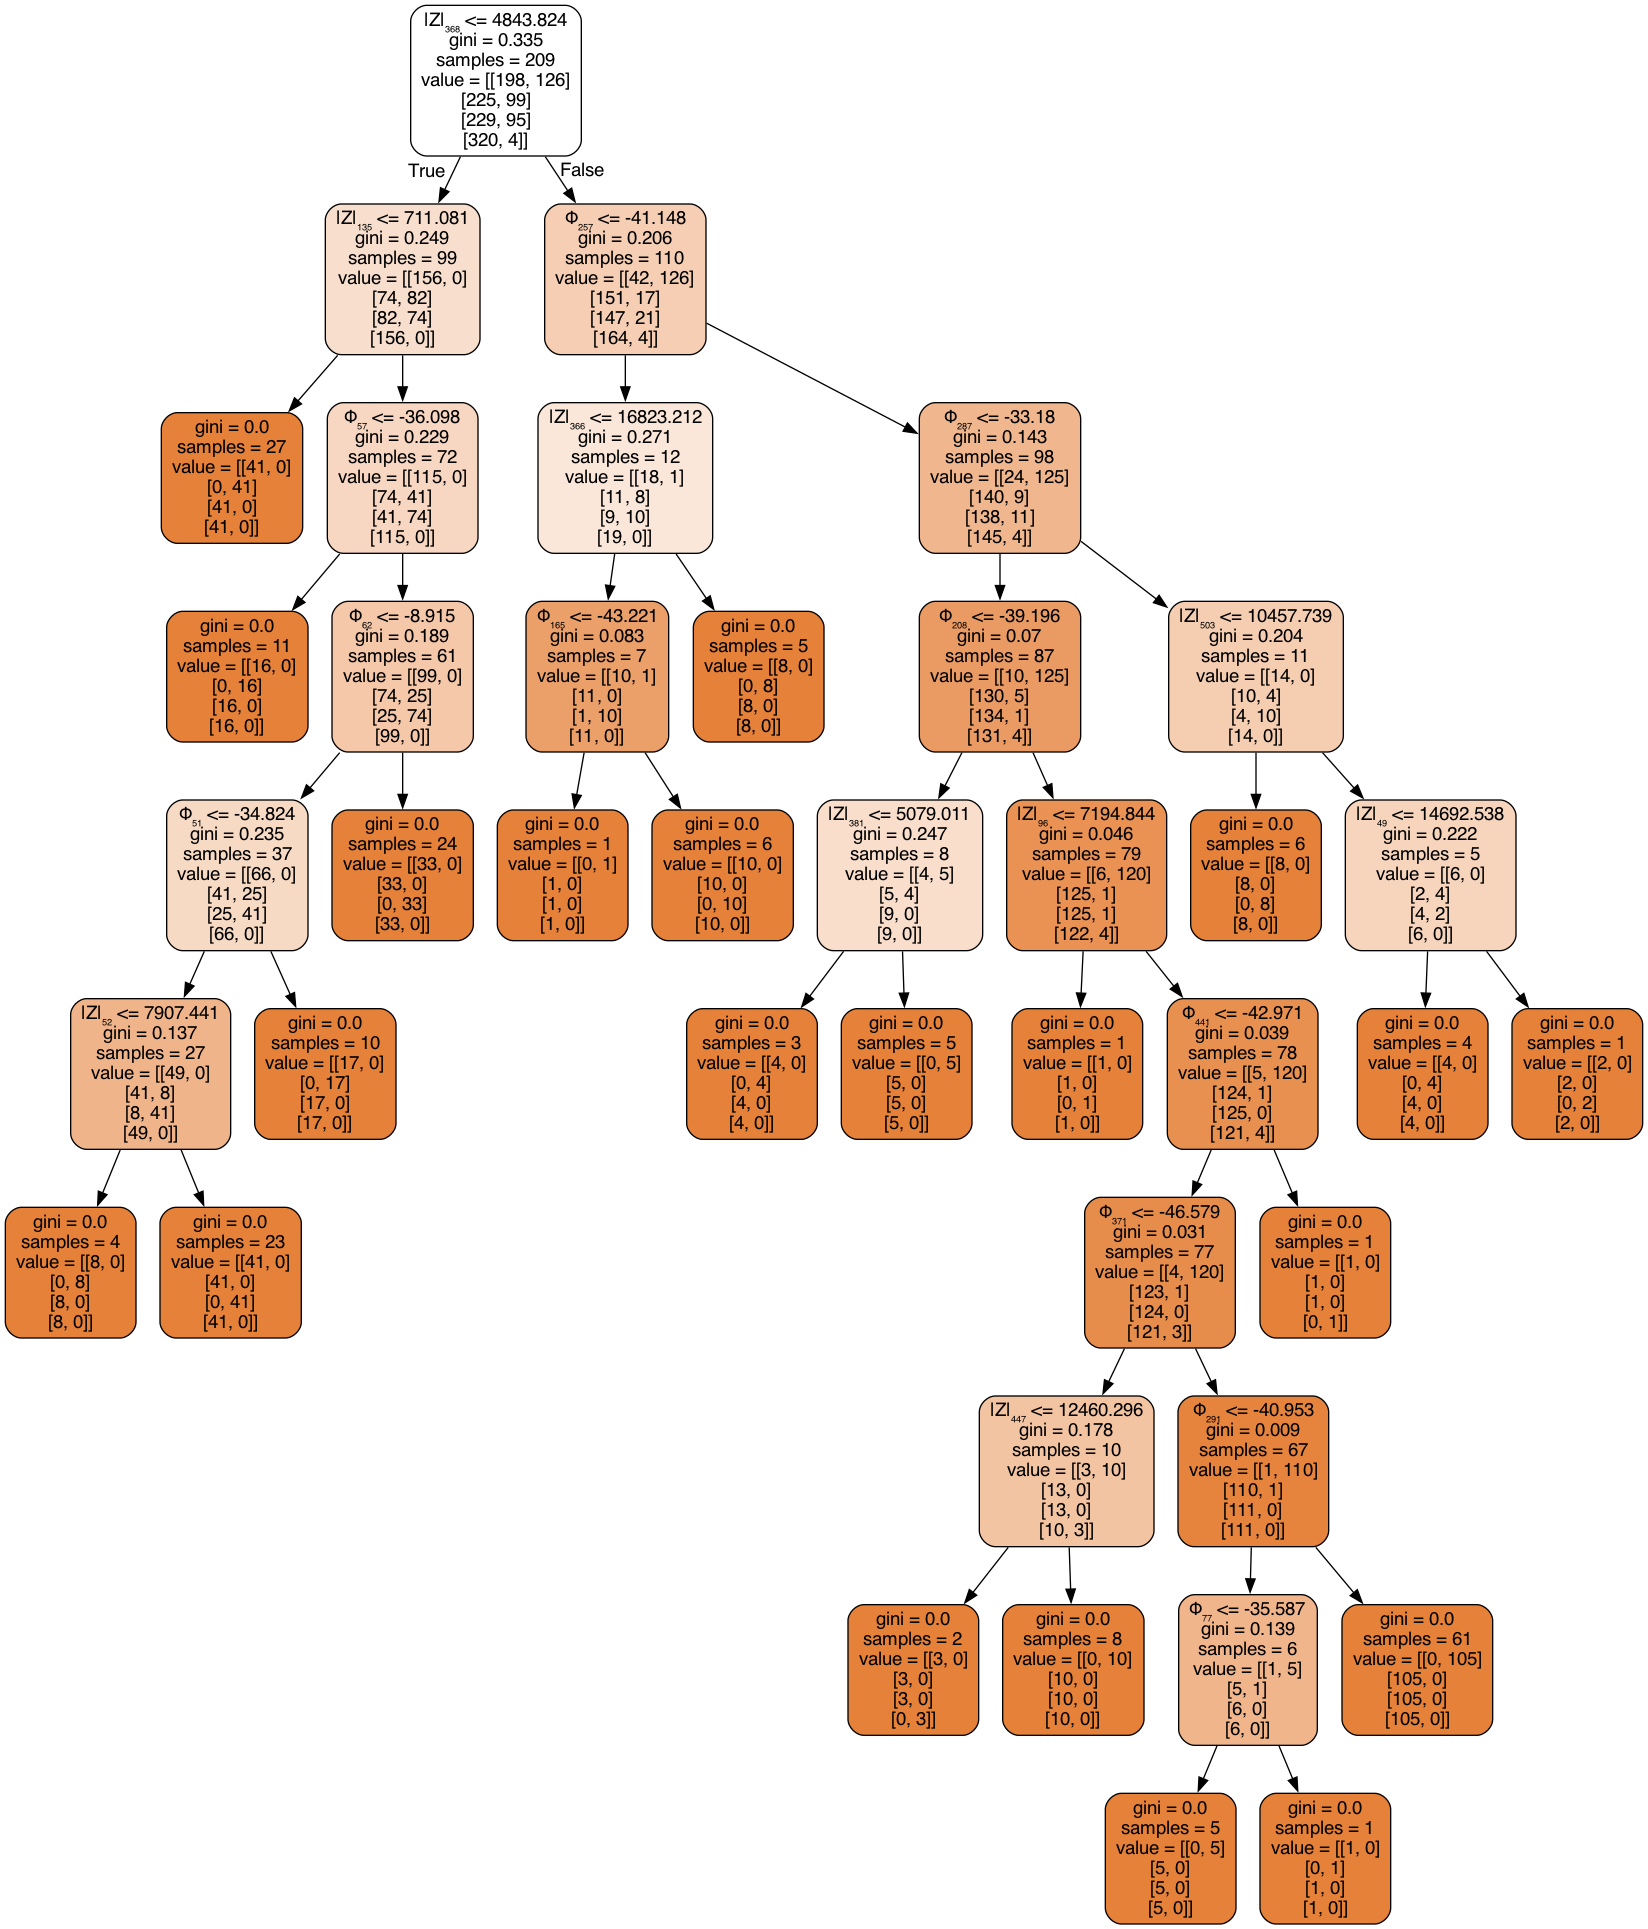 |Z|₃₆₈ <= 4843.824
gini = 0.335
samples = 209
value = [[198, 126]
[225, 99]
[229, 95]
[320, 4]]
True
False
|Z|₁₃₅ <= 711.081
gini = 0.249
samples = 99
value = [[156, 0]
[74, 82]
[82, 74]
[156, 0]]
Φ₂₅₇ <= -41.148
gini = 0.206
samples = 110
value = [[42, 126]
[151, 17]
[147, 21]
[164, 4]]
gini = 0.0
samples = 27
value = [[41, 0]
[0, 41]
[41, 0]
[41, 0]]
Φ₅₇ <= -36.098
gini = 0.229
samples = 72
value = [[115, 0]
[74, 41]
[41, 74]
[115, 0]]
|Z|₃₆₆ <= 16823.212
gini = 0.271
samples = 12
value = [[18, 1]
[11, 8]
[9, 10]
[19, 0]]
Φ₂₈₇ <= -33.18
gini = 0.143
samples = 98
value = [[24, 125]
[140, 9]
[138, 11]
[145, 4]]
gini = 0.0
samples = 11
value = [[16, 0]
[0, 16]
[16, 0]
[16, 0]]
Φ₆₂ <= -8.915
gini = 0.189
samples = 61
value = [[99, 0]
[74, 25]
[25, 74]
[99, 0]]
Φ₁₆₅ <= -43.221
gini = 0.083
samples = 7
value = [[10, 1]
[11, 0]
[1, 10]
[11, 0]]
gini = 0.0
samples = 5
value = [[8, 0]
[0, 8]
[8, 0]
[8, 0]]
Φ₂₀₈ <= -39.196
gini = 0.07
samples = 87
value = [[10, 125]
[130, 5]
[134, 1]
[131, 4]]
|Z|₅₀₃ <= 10457.739
gini = 0.204
samples = 11
value = [[14, 0]
[10, 4]
[4, 10]
[14, 0]]
Φ₅₁ <= -34.824
gini = 0.235
samples = 37
value = [[66, 0]
[41, 25]
[25, 41]
[66, 0]]
gini = 0.0
samples = 24
value = [[33, 0]
[33, 0]
[0, 33]
[33, 0]]
gini = 0.0
samples = 1
value = [[0, 1]
[1, 0]
[1, 0]
[1, 0]]
gini = 0.0
samples = 6
value = [[10, 0]
[10, 0]
[0, 10]
[10, 0]]
|Z|₃₈₁ <= 5079.011
gini = 0.247
samples = 8
value = [[4, 5]
[5, 4]
[9, 0]
[9, 0]]
|Z|₉₆ <= 7194.844
gini = 0.046
samples = 79
value = [[6, 120]
[125, 1]
[125, 1]
[122, 4]]
gini = 0.0
samples = 6
value = [[8, 0]
[8, 0]
[0, 8]
[8, 0]]
|Z|₄₉ <= 14692.538
gini = 0.222
samples = 5
value = [[6, 0]
[2, 4]
[4, 2]
[6, 0]]
|Z|₅₂ <= 7907.441
gini = 0.137
samples = 27
value = [[49, 0]
[41, 8]
[8, 41]
[49, 0]]
gini = 0.0
samples = 10
value = [[17, 0]
[0, 17]
[17, 0]
[17, 0]]
gini = 0.0
samples = 3
value = [[4, 0]
[0, 4]
[4, 0]
[4, 0]]
gini = 0.0
samples = 5
value = [[0, 5]
[5, 0]
[5, 0]
[5, 0]]
gini = 0.0
samples = 1
value = [[1, 0]
[1, 0]
[0, 1]
[1, 0]]
Φ₄₄₁ <= -42.971
gini = 0.039
samples = 78
value = [[5, 120]
[124, 1]
[125, 0]
[121, 4]]
gini = 0.0
samples = 4
value = [[4, 0]
[0, 4]
[4, 0]
[4, 0]]
gini = 0.0
samples = 1
value = [[2, 0]
[2, 0]
[0, 2]
[2, 0]]
gini = 0.0
samples = 4
value = [[8, 0]
[0, 8]
[8, 0]
[8, 0]]
gini = 0.0
samples = 23
value = [[41, 0]
[41, 0]
[0, 41]
[41, 0]]
Φ₃₇₁ <= -46.579
gini = 0.031
samples = 77
value = [[4, 120]
[123, 1]
[124, 0]
[121, 3]]
gini = 0.0
samples = 1
value = [[1, 0]
[1, 0]
[1, 0]
[0, 1]]
|Z|₄₄₇ <= 12460.296
gini = 0.178
samples = 10
value = [[3, 10]
[13, 0]
[13, 0]
[10, 3]]
Φ₂₉₁ <= -40.953
gini = 0.009
samples = 67
value = [[1, 110]
[110, 1]
[111, 0]
[111, 0]]
gini = 0.0
samples = 2
value = [[3, 0]
[3, 0]
[3, 0]
[0, 3]]
gini = 0.0
samples = 8
value = [[0, 10]
[10, 0]
[10, 0]
[10, 0]]
Φ₇₇ <= -35.587
gini = 0.139
samples = 6
value = [[1, 5]
[5, 1]
[6, 0]
[6, 0]]
gini = 0.0
samples = 61
value = [[0, 105]
[105, 0]
[105, 0]
[105, 0]]
gini = 0.0
samples = 5
value = [[0, 5]
[5, 0]
[5, 0]
[5, 0]]
gini = 0.0
samples = 1
value = [[1, 0]
[0, 1]
[1, 0]
[1, 0]]